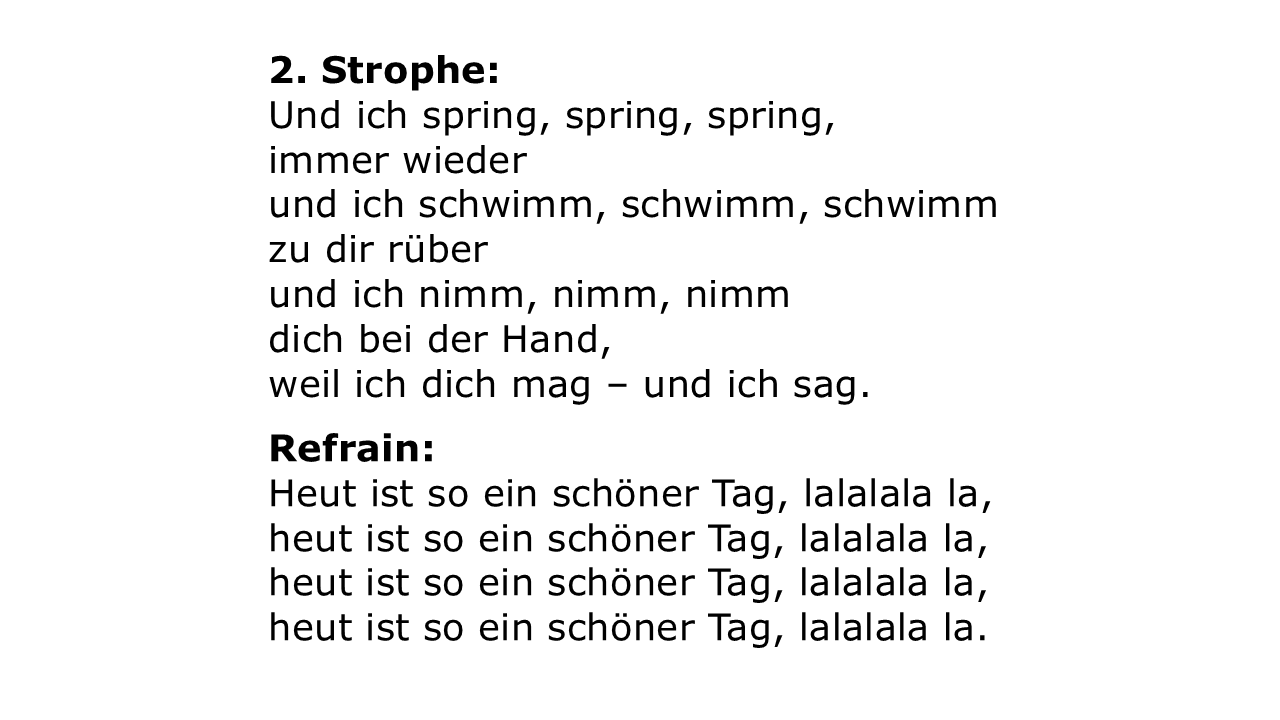 2. Strophe:
Und ich spring, spring, spring,
immer wieder
und ich schwimm, schwimm, schwimm
zu dir rüber
und ich nimm, nimm, nimm
dich bei der Hand,
weil ich dich mag – und ich sag.
Refrain:
Heut ist so ein schöner Tag, lalalala la,
heut ist so ein schöner Tag, lalalala la,
heut ist so ein schöner Tag, lalalala la,
heut ist so ein schöner Tag, lalalala la.